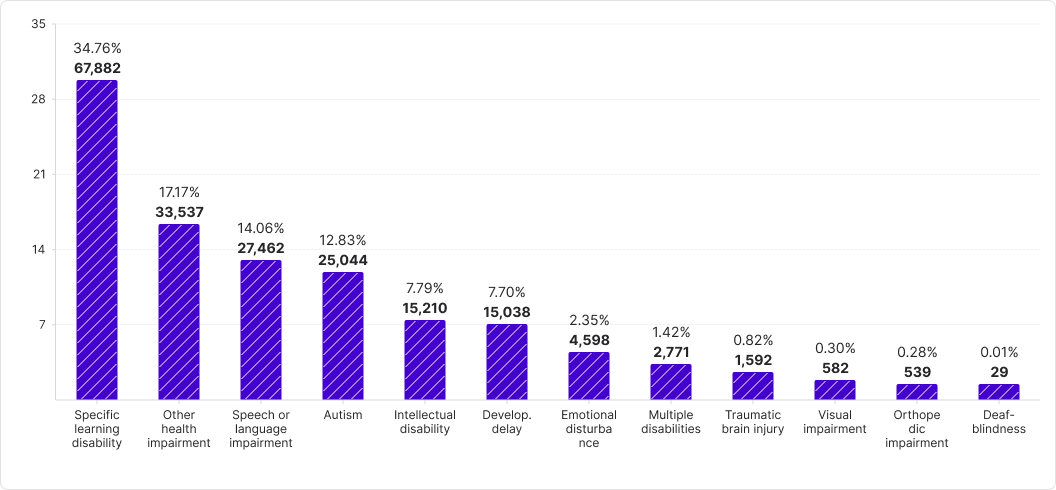 35
28
21
14
7
34.76%
67,882
17.17%
33,537
14.06%
27,462
12.83%
25,044
7.79%
15,210
7.70%
15,038
2.35%
4,598
1.42%
2,771
0.82%
1,592
0.30%
582
0.28%
539
0.01%
29
Specific
learning
disability
Other
health
impairment
Speech or
language
impairment
Autism
Intellectual
disability
Develop.
delay
Emotional
disturba
nce
Multiple
disabilities
Traumatic
brain injury
Visual
impairment
Orthope
dic
impairment
Deaf-
blindness